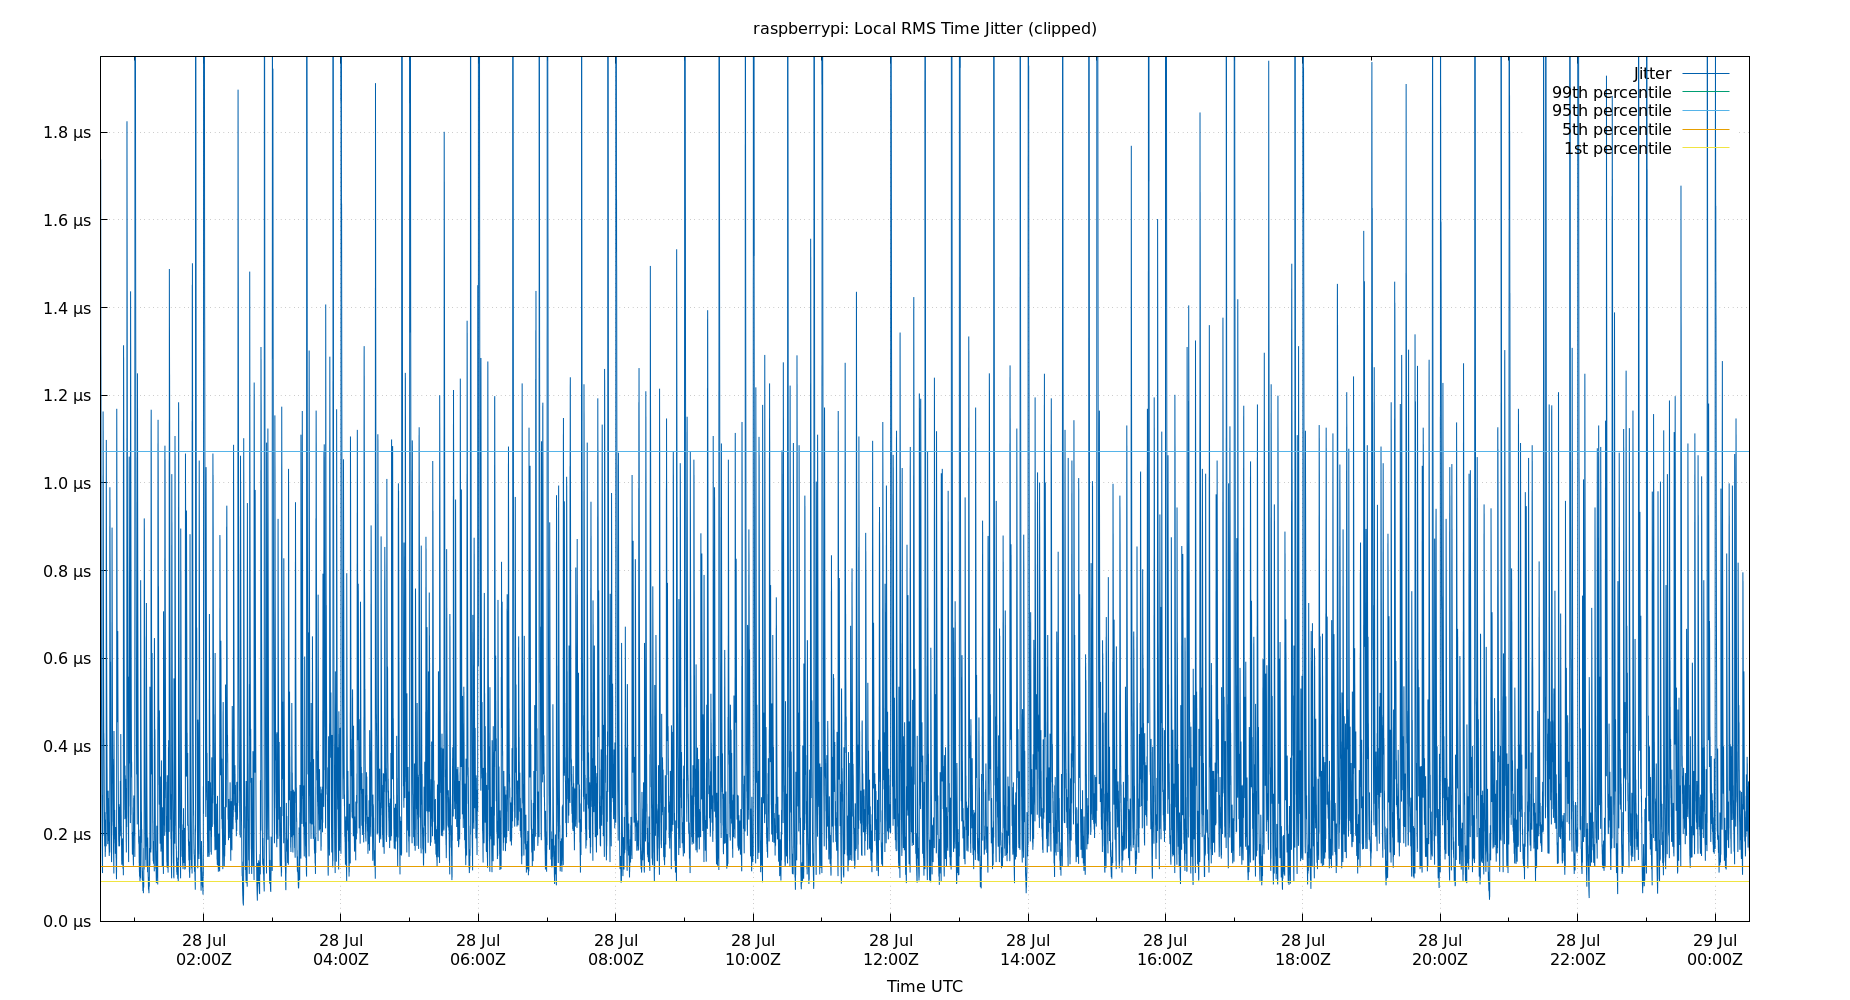 raspberrypi: Local RMS Time Jitter (clipped)
Jitter
99th percentile
95th percentile
5th percentile
1st percentile
1.8 µs
1.6 µs
1.4 µs
1.2 µs
1.0 µs
0.8 µs
0.6 µs
0.4 µs
0.2 µs
0.0 µs
28 Jul 28 Jul 28 Jul 28 Jul 28 Jul 28 Jul 28 Jul 28 Jul 28 Jul 28 Jul 28 Jul 29 Jul
02:00Z 04:00Z 06:00Z 08:00Z 10:00Z 12:00Z 14:00Z 16:00Z 18:00Z 20:00Z 22:00Z 00:00Z
Time UTC